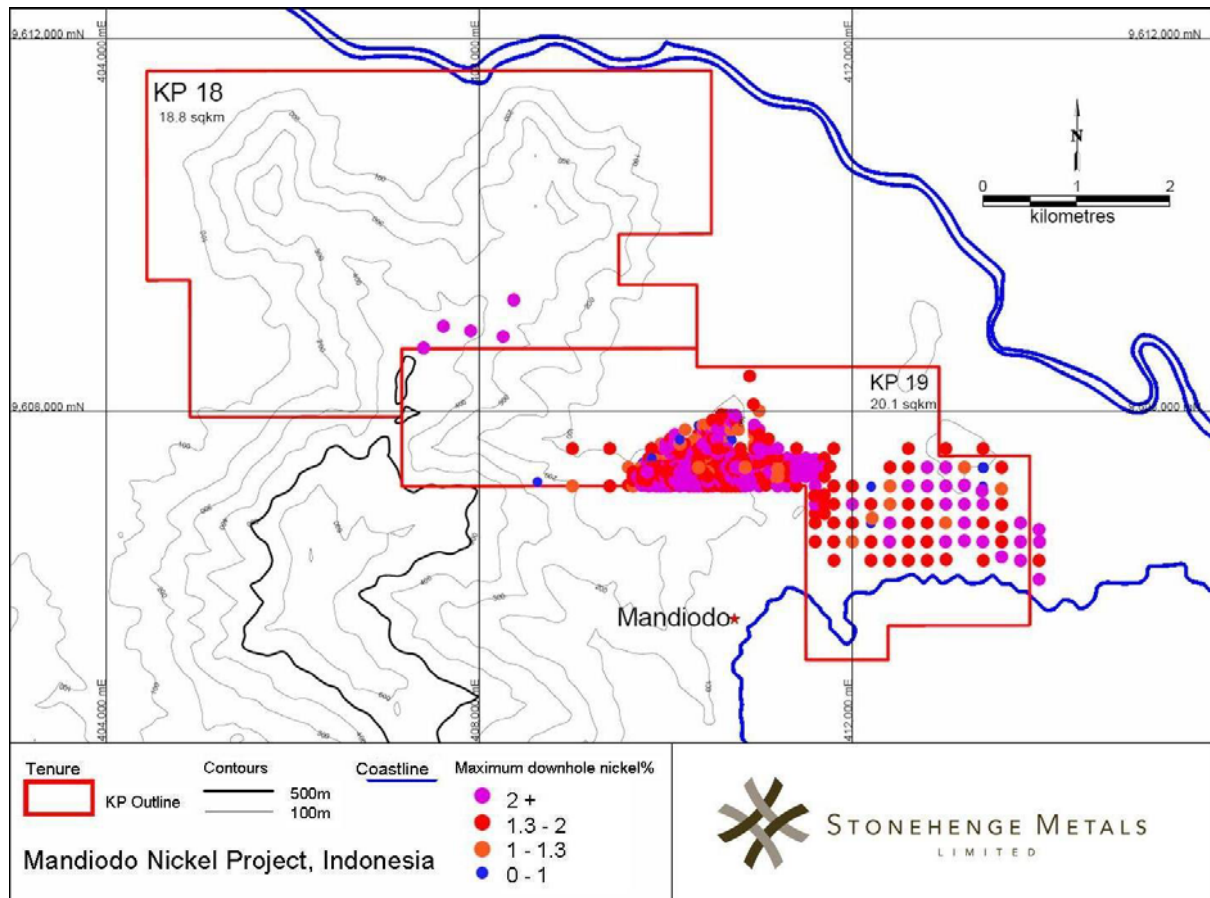 9,612,000 mN
404,000 mE
412,000 mE
9,612,000 mN
KP 18
18.8 sqkm
N
0 1 2
kilometres
KP 19
20.1 sqkm
9,608,000 mN
Mandiodo
404,000 mE
408,000 mE
412,000 mE
Tenure
KP Outline
Contours
500m
100m
Coastline
Maximum downhole nickel%
2 +
1.3 - 2
1 - 1.3
0 - 1
Mandiodo Nickel Project, Indonesia
STONEHENGE METALS
LIMITED